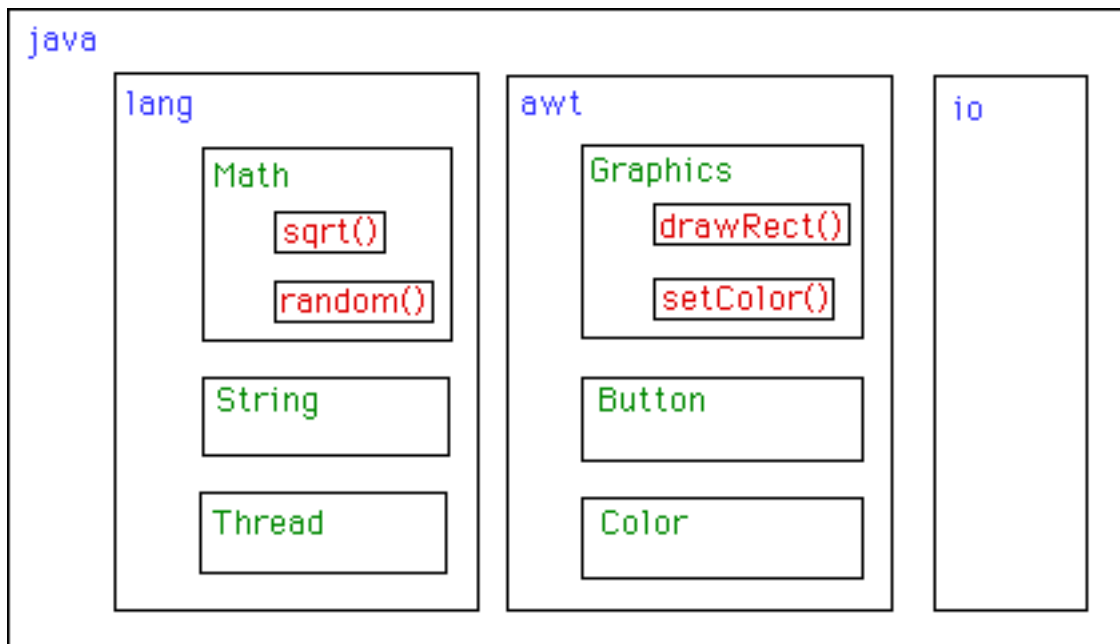 java
lang
Math
sqrt()
random()
String
Thread
awt
Graphics
drawRect()
setColor()
Button
Color
io